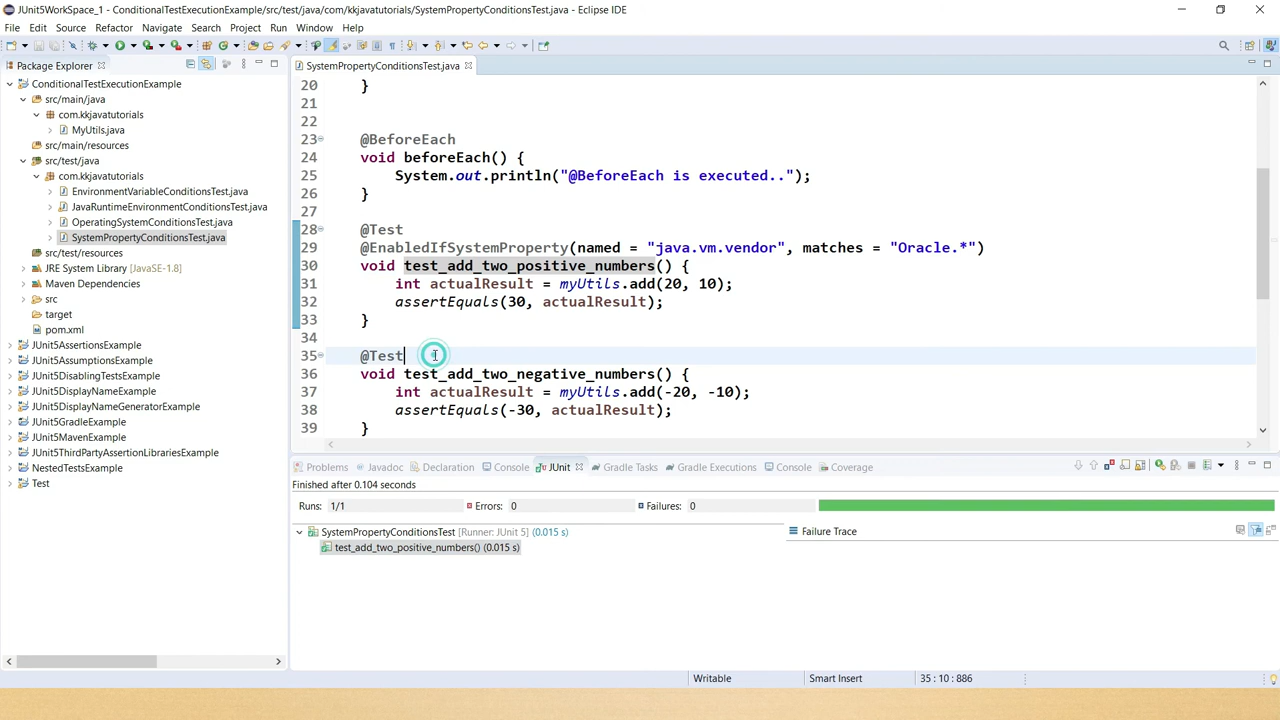 JUnit5WorkSpace_1 - ConditionalTestExecutionExample/src/test/java/com/kkjavatutorials/SystemPropertyConditionsTest.java - Eclipse IDE
File Edit Source Refactor Navigate Search Project Run Window Help
Package Explorer
ConditionalTestExecutionExample
src/main/java
com.kkjavatutorials
MyUtils.java
src/main/resources
src/test/java
com.kkjavatutorials
EnvironmentVariableConditionsTest.java
JavaRuntimeEnvironmentConditionsTest.java
OperatingSystemConditionsTest.java
SystemPropertyConditionsTest.java
src/test/resources
JRE System Library [JavaSE-1.8]
Maven Dependencies
src
target
pom.xml
JUnit5AssertionsExample
JUnit5AssumptionsExample
JUnit5DisablingTestsExample
JUnit5DisplayNameExample
JUnit5DisplayNameGeneratorExample
JUnit5GradleExample
JUnit5MavenExample
JUnit5ThirdPartyAssertionLibrariesExample
NestedTestsExample
Test
SystemPropertyConditionsTest.java
20 }
21
22
23 @BeforeEach
24 void beforeEach() {
25 System.out.println("@BeforeEach is executed..");
26 }
27
28 @Test
29 @EnabledIfSystemProperty(named = "java.vm.vendor", matches = "Oracle.*")
30 void test_add_two_positive_numbers() {
31 int actualResult = myUtils.add(20, 10);
32 assertEquals(30, actualResult);
33 }
34
35 @Test
36 void test_add_two_negative_numbers() {
37 int actualResult = myUtils.add(-20, -10);
38 assertEquals(-30, actualResult);
39 }
Problems Javadoc Declaration Console JUnit Gradle Tasks Gradle Executions Console Coverage
Finished after 0.104 seconds
Runs: 1/1 Errors: 0 Failures: 0
SystemPropertyConditionsTest [Runner: JUnit 5] (0.015 s)
test_add_two_positive_numbers() (0.015 s)
Failure Trace
Writable Smart Insert 35 : 10 : 886